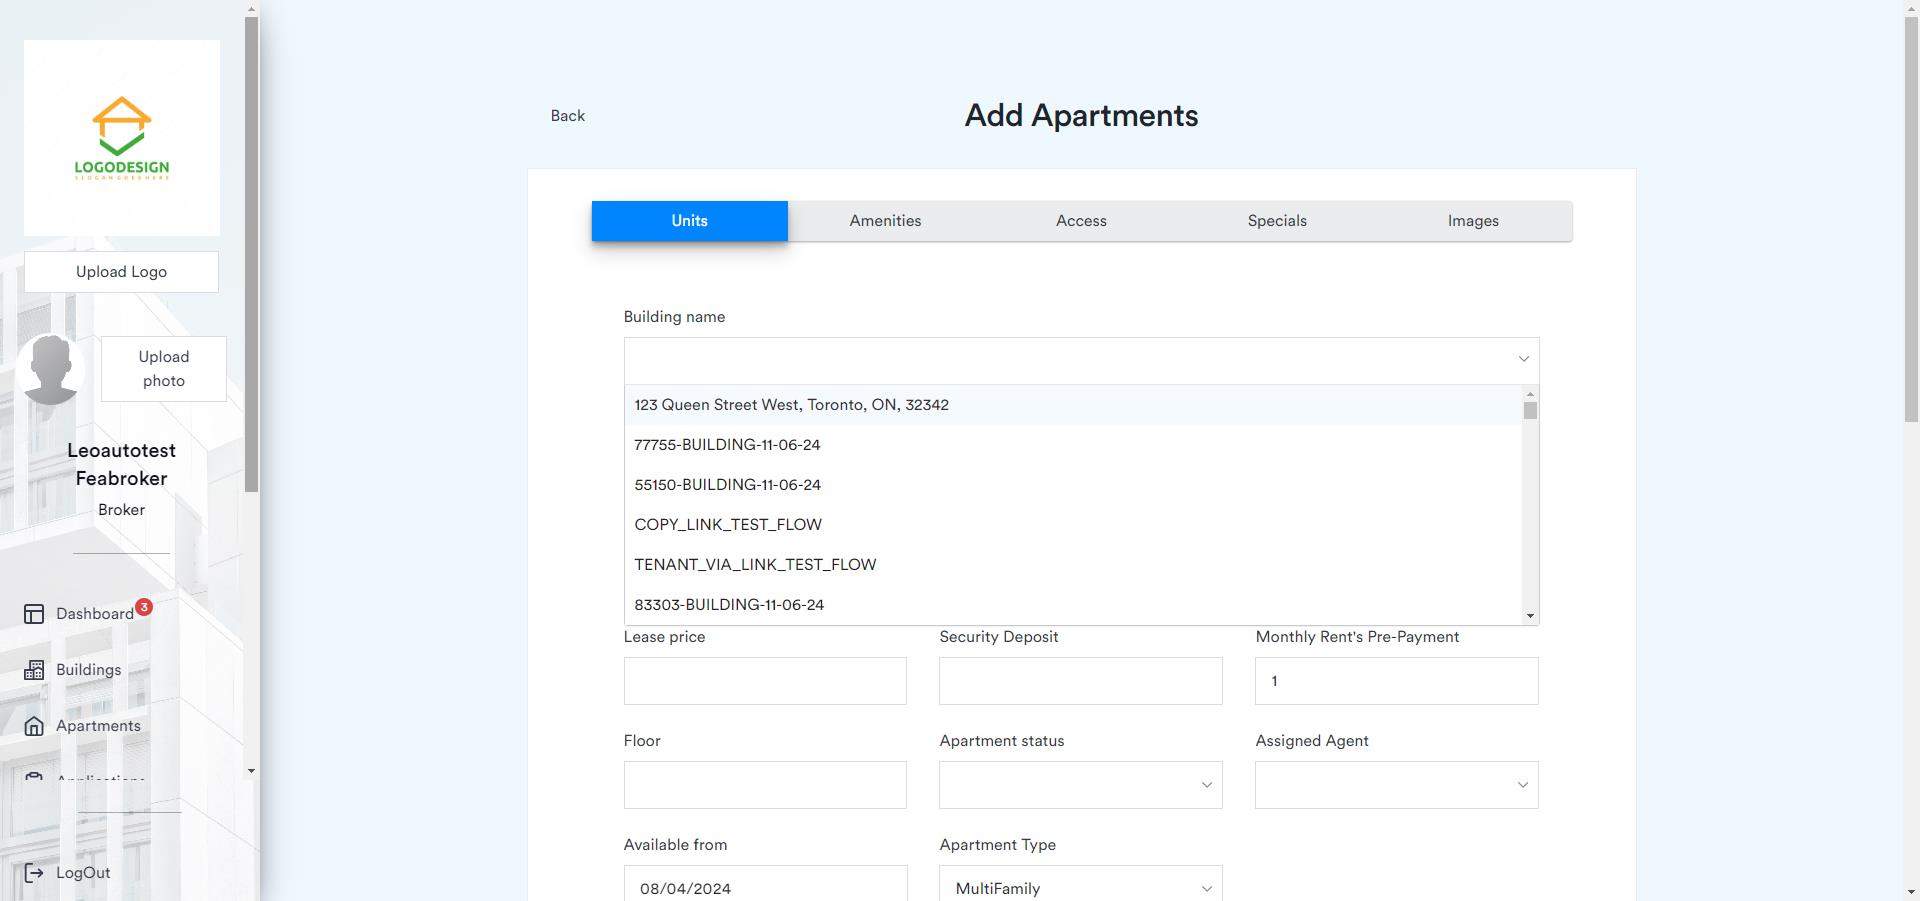 LOGODESIGN
SLOGANGOESHERE
Upload Logo
Upload
photo
Leoautotest
Feabroker
Broker
Dashboard 3
Buildings
Apartments
Applications
LogOut
Back
Add Apartments
Units
Amenities
Access
Specials
Images
Building name
123 Queen Street West, Toronto, ON, 32342
77755-BUILDING-11-06-24
55150-BUILDING-11-06-24
COPY_LINK_TEST_FLOW
TENANT_VIA_LINK_TEST_FLOW
83303-BUILDING-11-06-24
Lease price
Security Deposit
Monthly Rent's Pre-Payment
1
Floor
Apartment status
Assigned Agent
Available from
Apartment Type
08/04/2024
MultiFamily